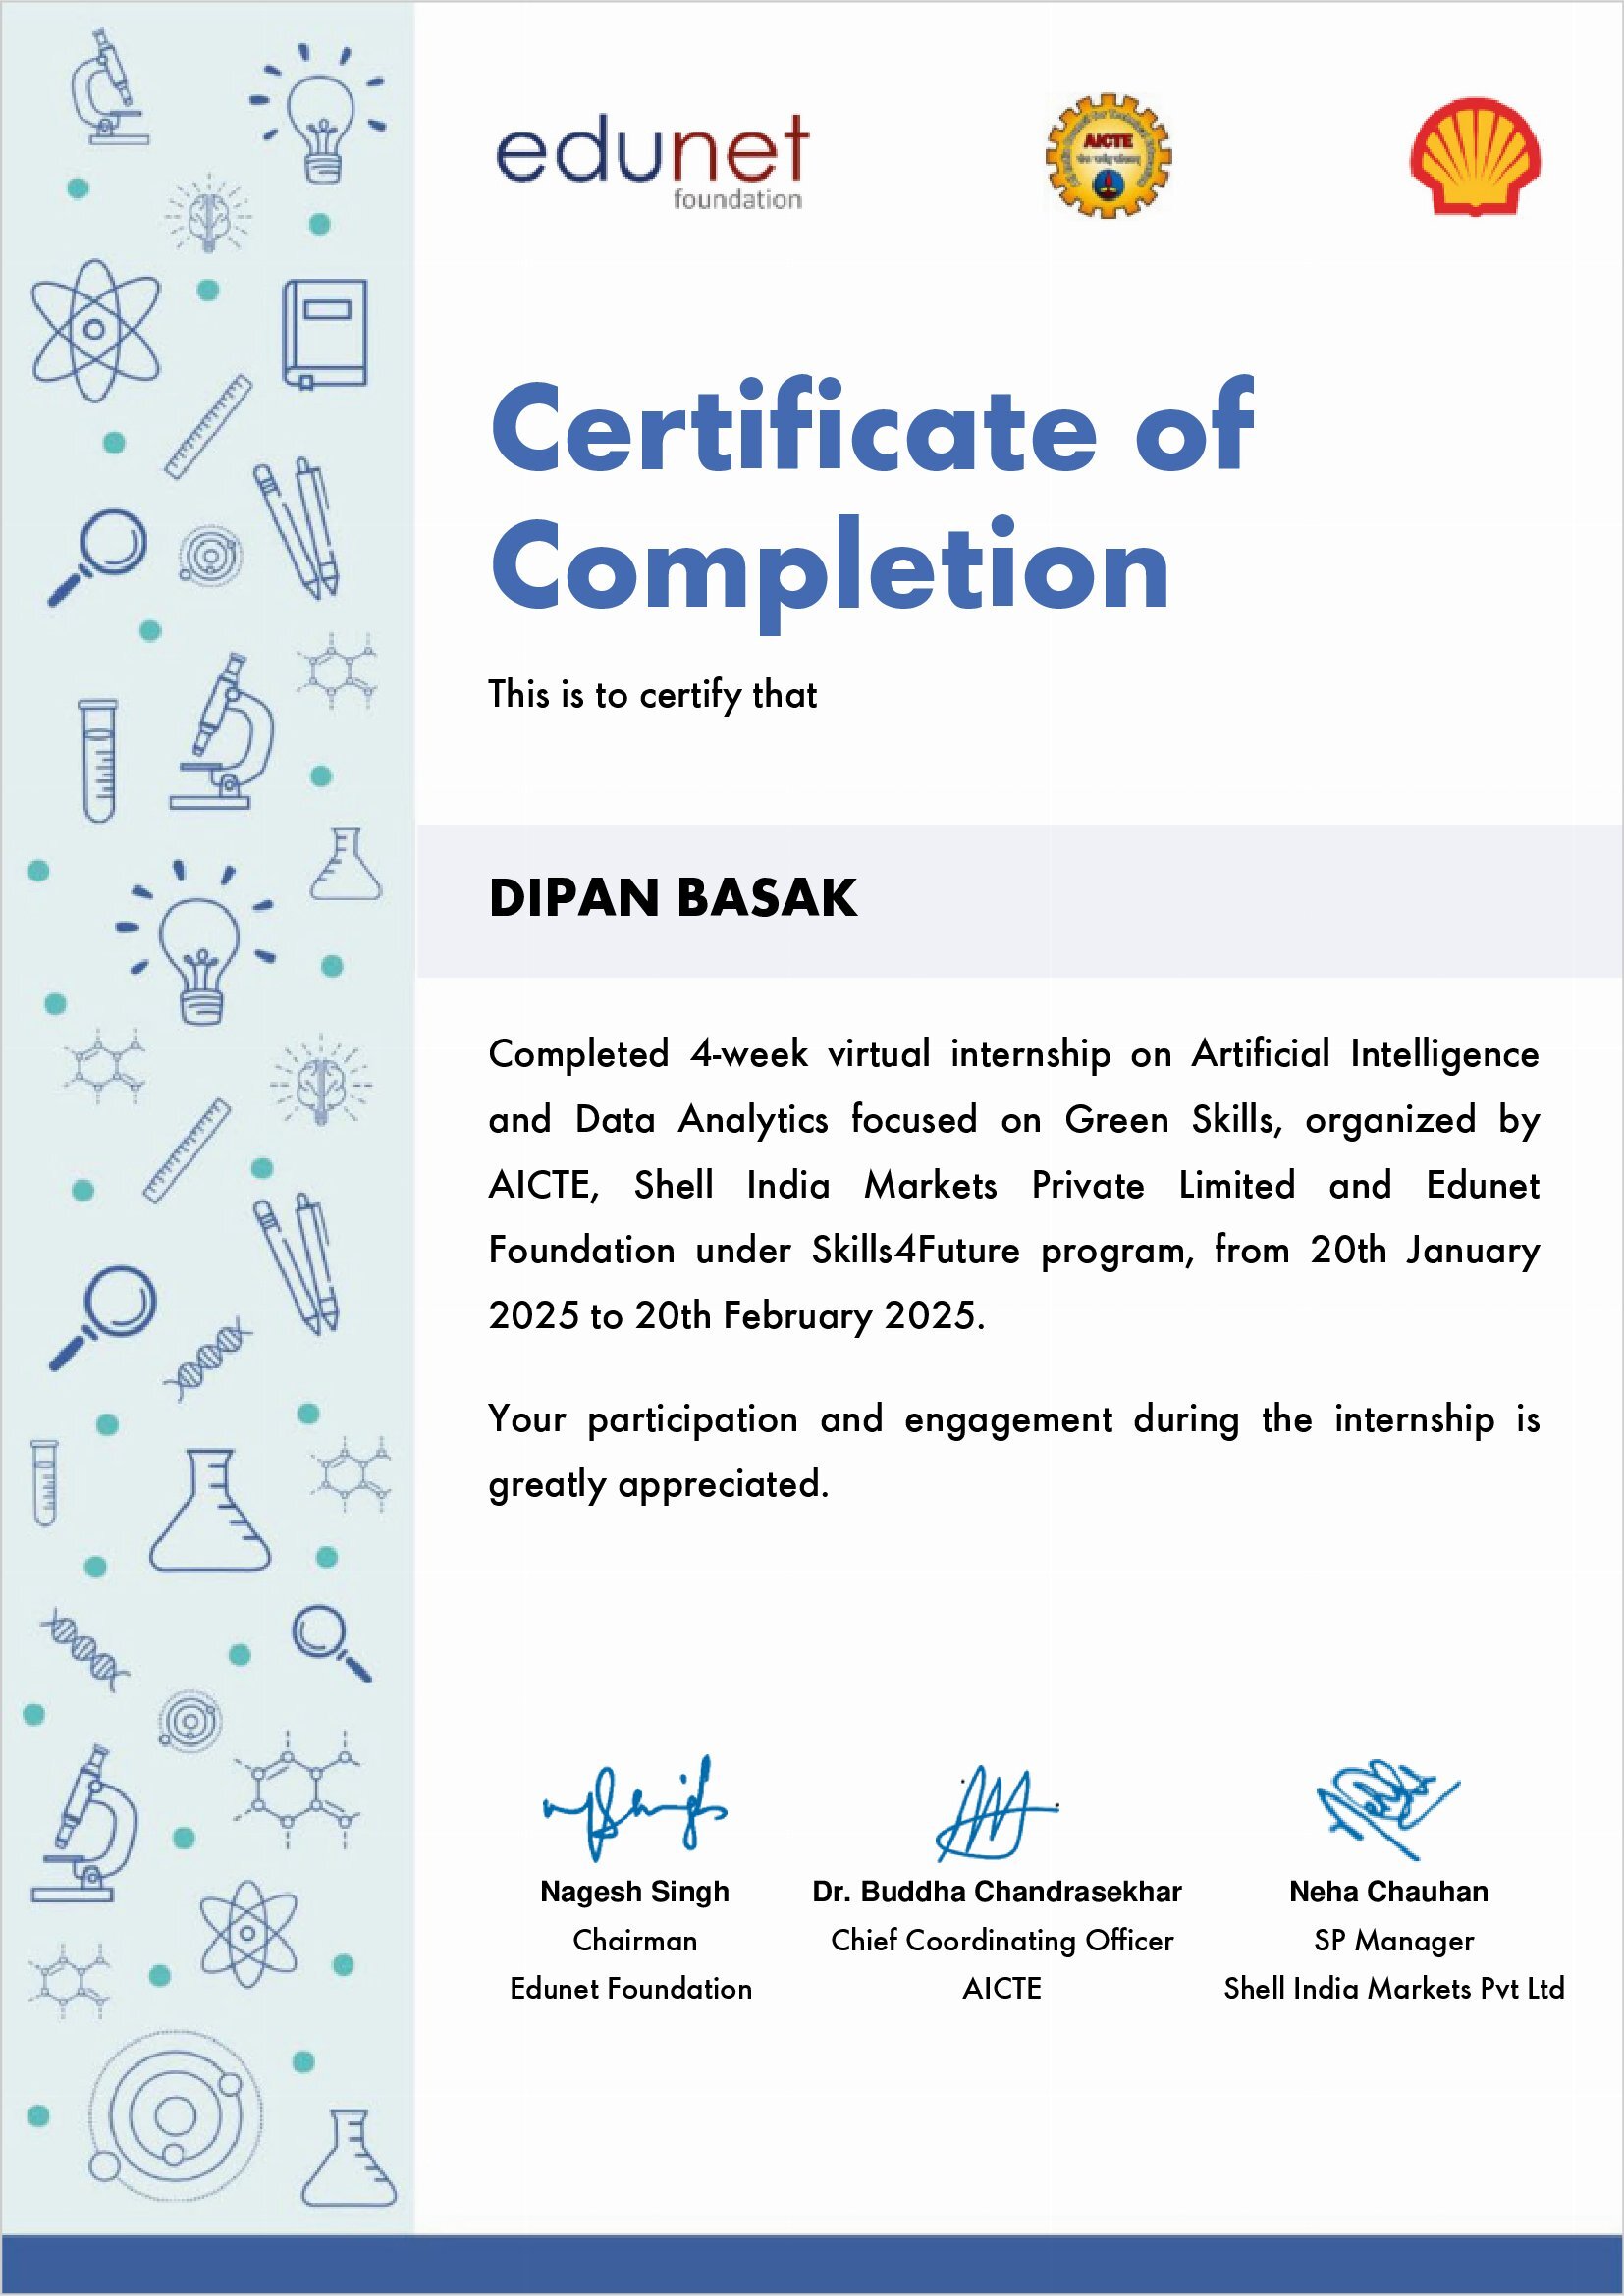 edunet
foundation
AICTE
Certificate of
Completion
This is to certify that
DIPAN BASAK
Completed 4-week virtual internship on Artificial Intelligence
and Data Analytics focused on Green Skills, organized by
AICTE, Shell India Markets Private Limited and Edunet
Foundation under Skills4Future program, from 20th January
2025 to 20th February 2025.
Your participation and engagement during the internship is
greatly appreciated.
Nagesh Singh
Dr. Buddha Chandrasekhar
Neha Chauhan
Chairman
Chief Coordinating Officer
SP Manager
Edunet Foundation
AICTE
Shell India Markets Pvt Ltd